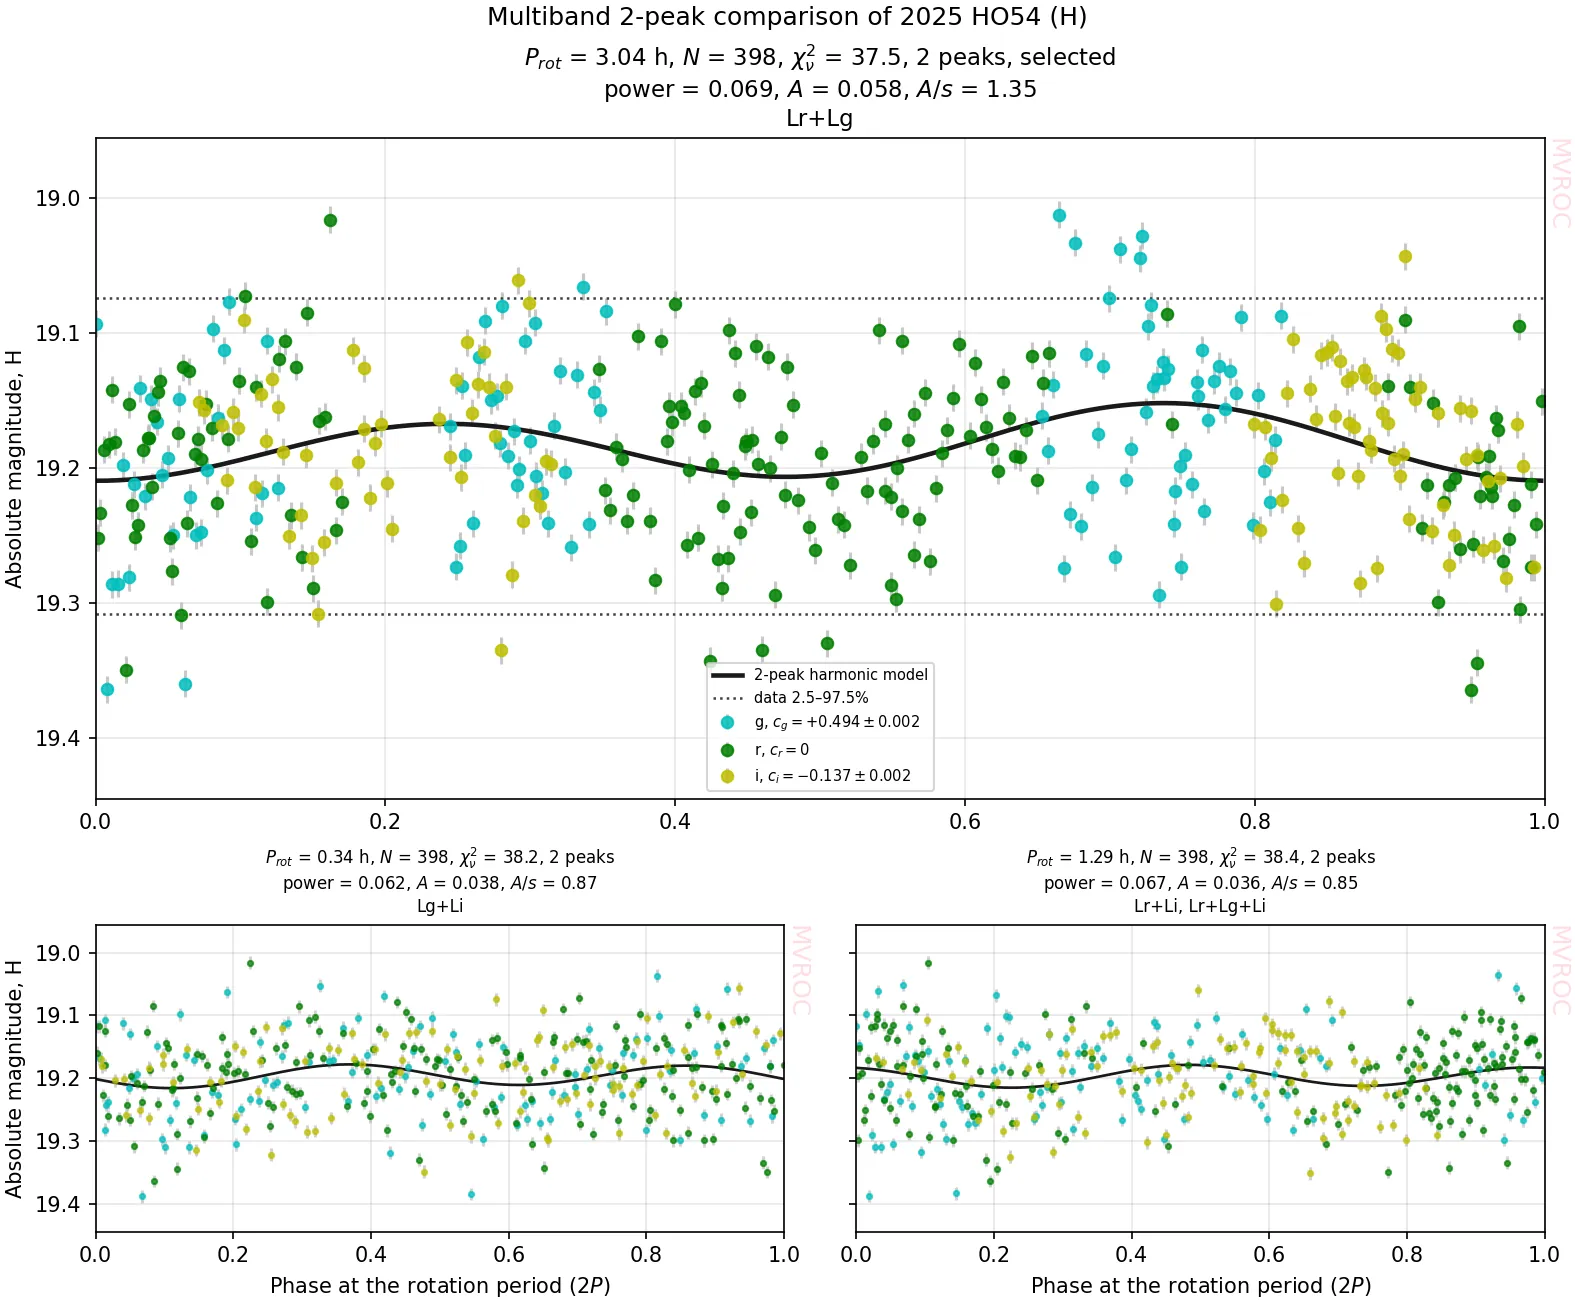 Multiband 2-peak comparison of 2025 HO54 (H)
P_rot = 3.04 h, N = 398, χ²_ν = 37.5, 2 peaks, selected
power = 0.069, A = 0.058, A/s = 1.35
Lr+Lg
Absolute magnitude, H
19.0
19.1
19.2
19.3
19.4
MVROC
2-peak harmonic model
data 2.5–97.5%
g, c_g = +0.494 ± 0.002
r, c_r = 0
i, c_i = −0.137 ± 0.002
0.0 0.2 0.4 0.6 0.8 1.0
P_rot = 0.34 h, N = 398, χ²_ν = 38.2, 2 peaks
power = 0.062, A = 0.038, A/s = 0.87
Lg+Li
Absolute magnitude, H
19.0
19.1
19.2
19.3
19.4
MVROC
0.0 0.2 0.4 0.6 0.8 1.0
Phase at the rotation period (2P)
P_rot = 1.29 h, N = 398, χ²_ν = 38.4, 2 peaks
power = 0.067, A = 0.036, A/s = 0.85
Lr+Li, Lr+Lg+Li
MVROC
0.0 0.2 0.4 0.6 0.8 1.0
Phase at the rotation period (2P)